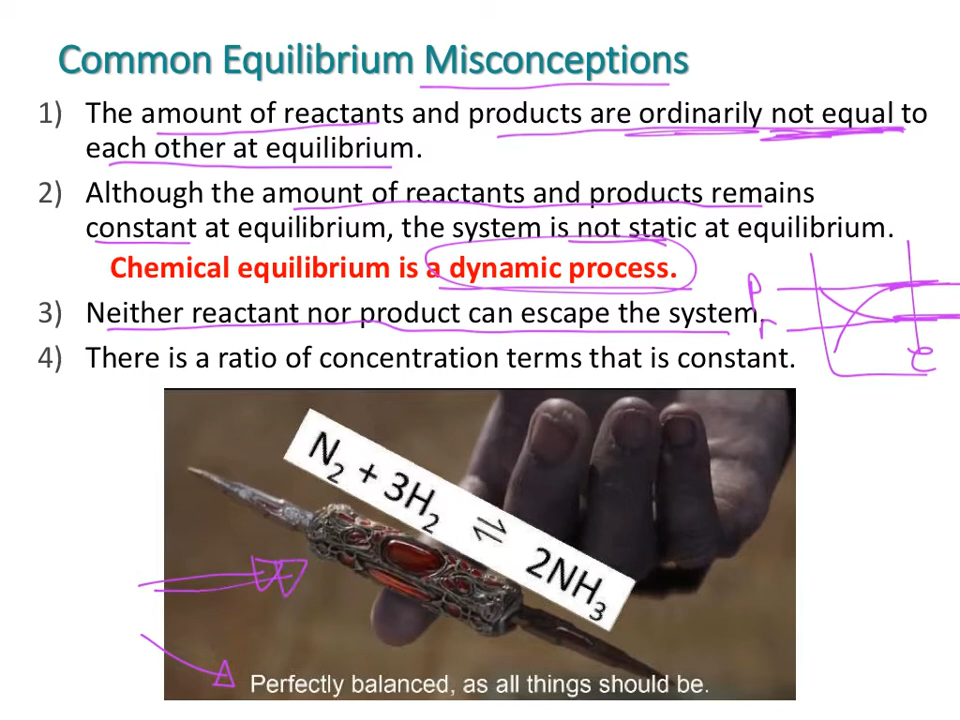 Common Equilibrium Misconceptions
1) The amount of reactants and products are ordinarily not equal to
each other at equilibrium.
2) Although the amount of reactants and products remains
constant at equilibrium, the system is not static at equilibrium.
Chemical equilibrium is a dynamic process.
3) Neither reactant nor product can escape the system.
4) There is a ratio of concentration terms that is constant.
p
r
e
N₂ + 3H₂ ⇌ 2NH₃
Perfectly balanced, as all things should be.